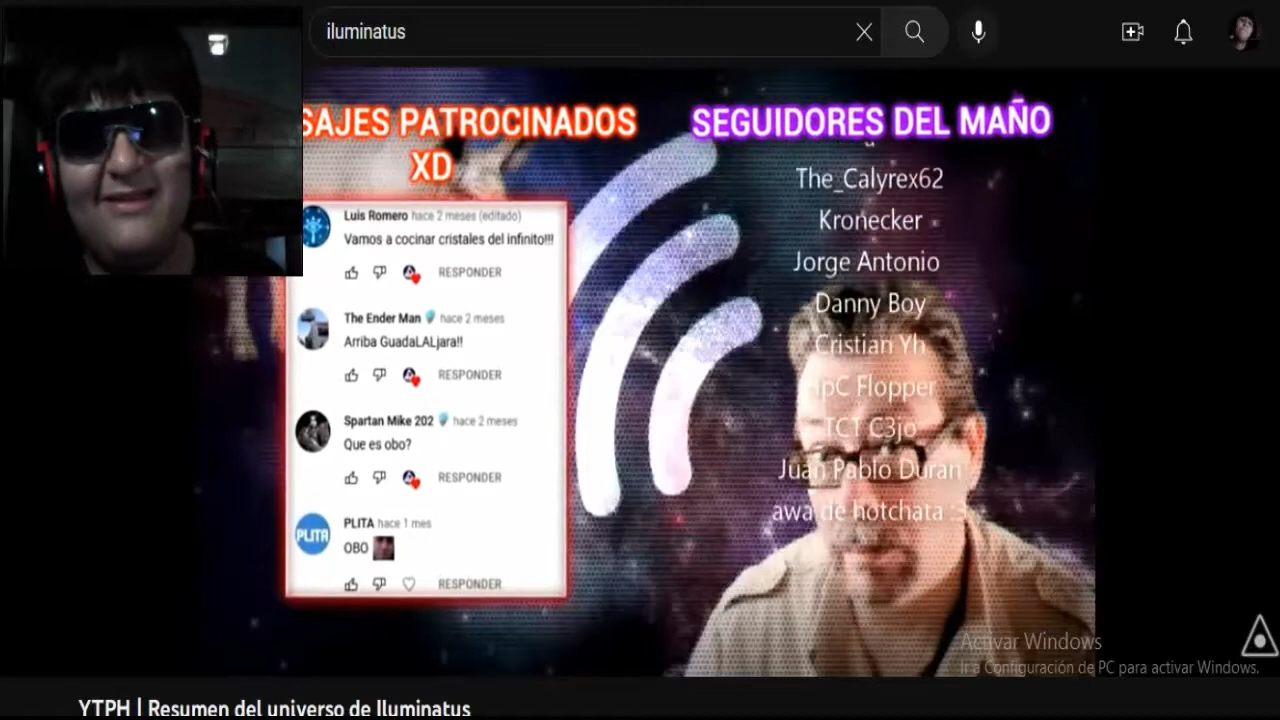 iluminatus
SAJES PATROCINADOS
XD
SEGUIDORES DEL MAÑO
The_Calyrex62
Kronecker
Jorge Antonio
Danny Boy
Cristian Yh
IpC Flopper
TCT C3jo
Juan Pablo Duran
awa de hotchata :3
Luis Romero hace 2 meses (editado)
Vamos a cocinar cristales del infinito!!!
RESPONDER
The Ender Man hace 2 meses
Arriba GuadaLALjara!!
RESPONDER
Spartan Mike 202 hace 2 meses
Que es obo?
RESPONDER
PLITA
PLITA hace 1 mes
OBO
RESPONDER
Activar Windows
Ir a Configuración de PC para activar Windows.
YTPH | Resumen del universo de Iluminatus